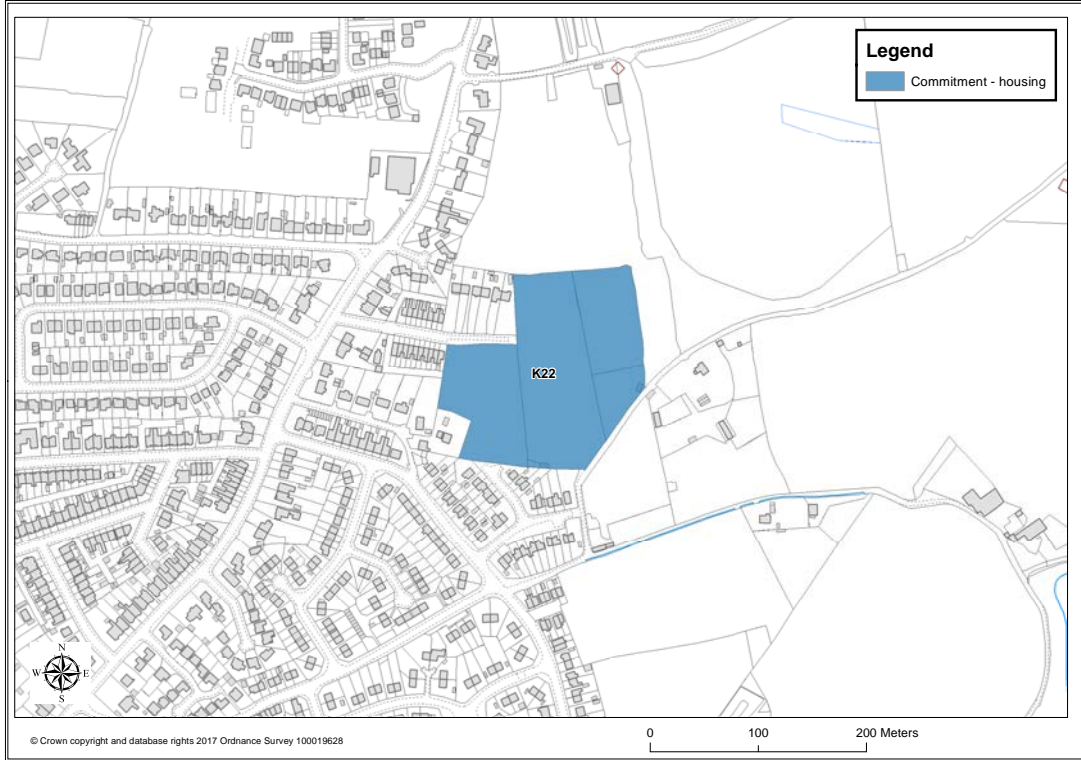 Legend
Commitment - housing
K22
N
W E
S
© Crown copyright and database rights 2017 Ordnance Survey 100019628
0 100 200 Meters